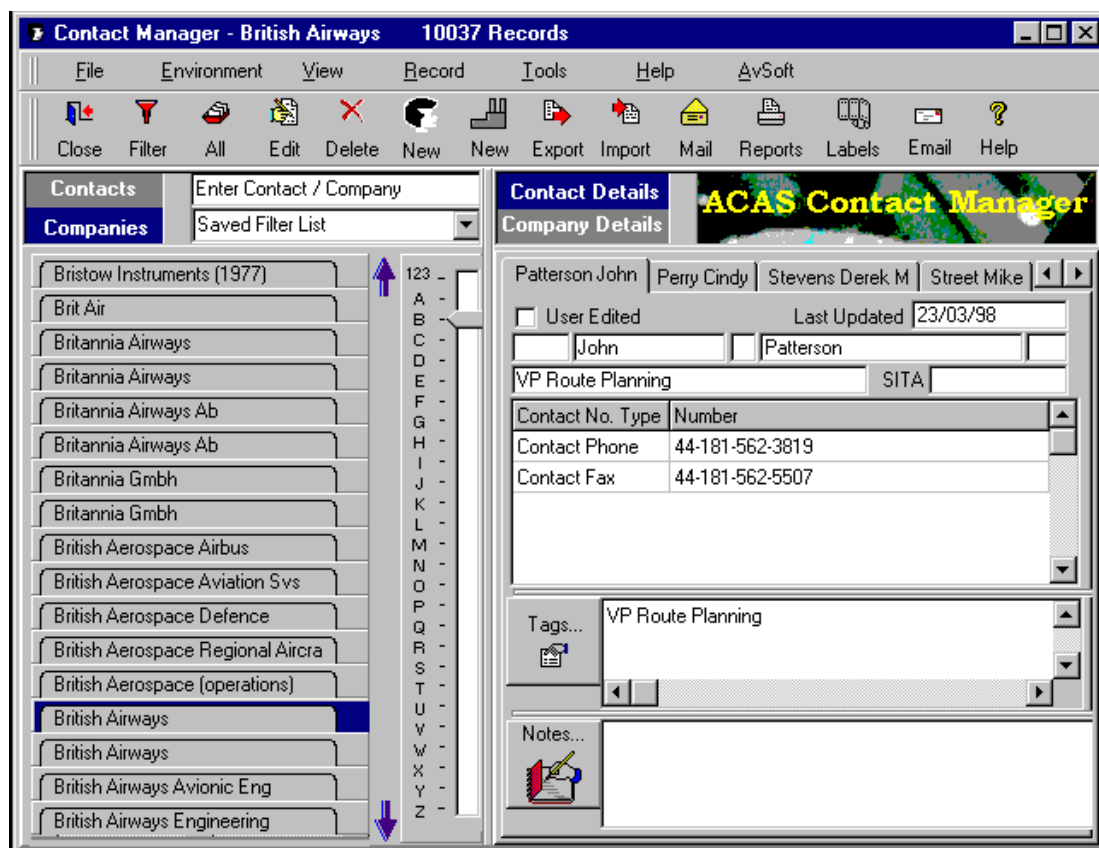 Contact Manager - British Airways 10037 Records
File Environment View Record Tools Help AvSoft
Close Filter All Edit Delete New New Export Import Mail Reports Labels Email Help
Contacts
Companies
Enter Contact / Company
Saved Filter List
Contact Details
Company Details
ACAS Contact Manager
Bristow Instruments (1977)
Brit Air
Britannia Airways
Britannia Airways
Britannia Airways Ab
Britannia Airways Ab
Britannia Gmbh
Britannia Gmbh
British Aerospace Airbus
British Aerospace Aviation Svs
British Aerospace Defence
British Aerospace Regional Aircra
British Aerospace (operations)
British Airways
British Airways
British Airways Avionic Eng
British Airways Engineering
123
A
B
C
D
E
F
G
H
I
J
K
L
M
N
O
P
Q
R
S
T
U
V
W
X
Y
Z
Patterson John Perry Cindy Stevens Derek M Street Mike
User Edited Last Updated 23/03/98
John Patterson
VP Route Planning SITA
Contact No. Type Number
Contact Phone 44-181-562-3819
Contact Fax 44-181-562-5507
Tags... VP Route Planning
Notes...